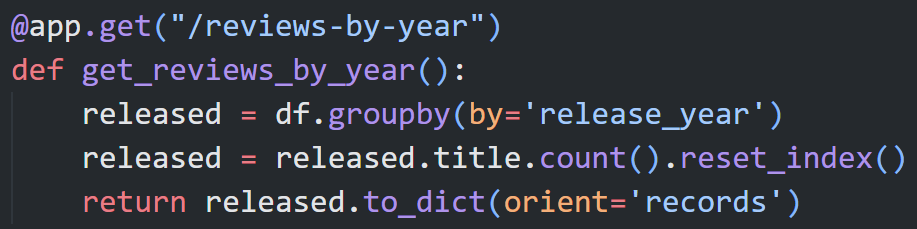 @app.get("/reviews-by-year")
def get_reviews_by_year():
    released = df.groupby(by='release_year')
    released = released.title.count().reset_index()
    return released.to_dict(orient='records')